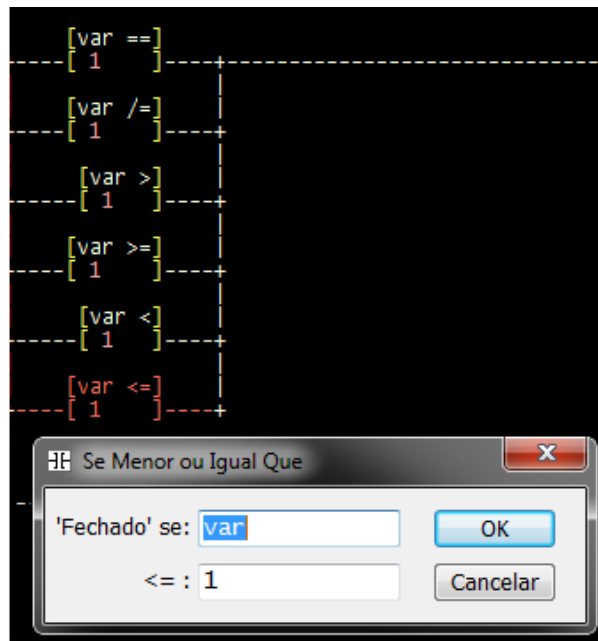 [var ==]
-----[ 1 ]----+------------------------------
[var /=]
-----[ 1 ]----+
[var >]
------[ 1 ]----+
[var >=]
-----[ 1 ]----+
[var <]
------[ 1 ]----+
[var <=]
-----[ 1 ]----+
Se Menor ou Igual Que
'Fechado' se: var
OK
<= : 1
Cancelar